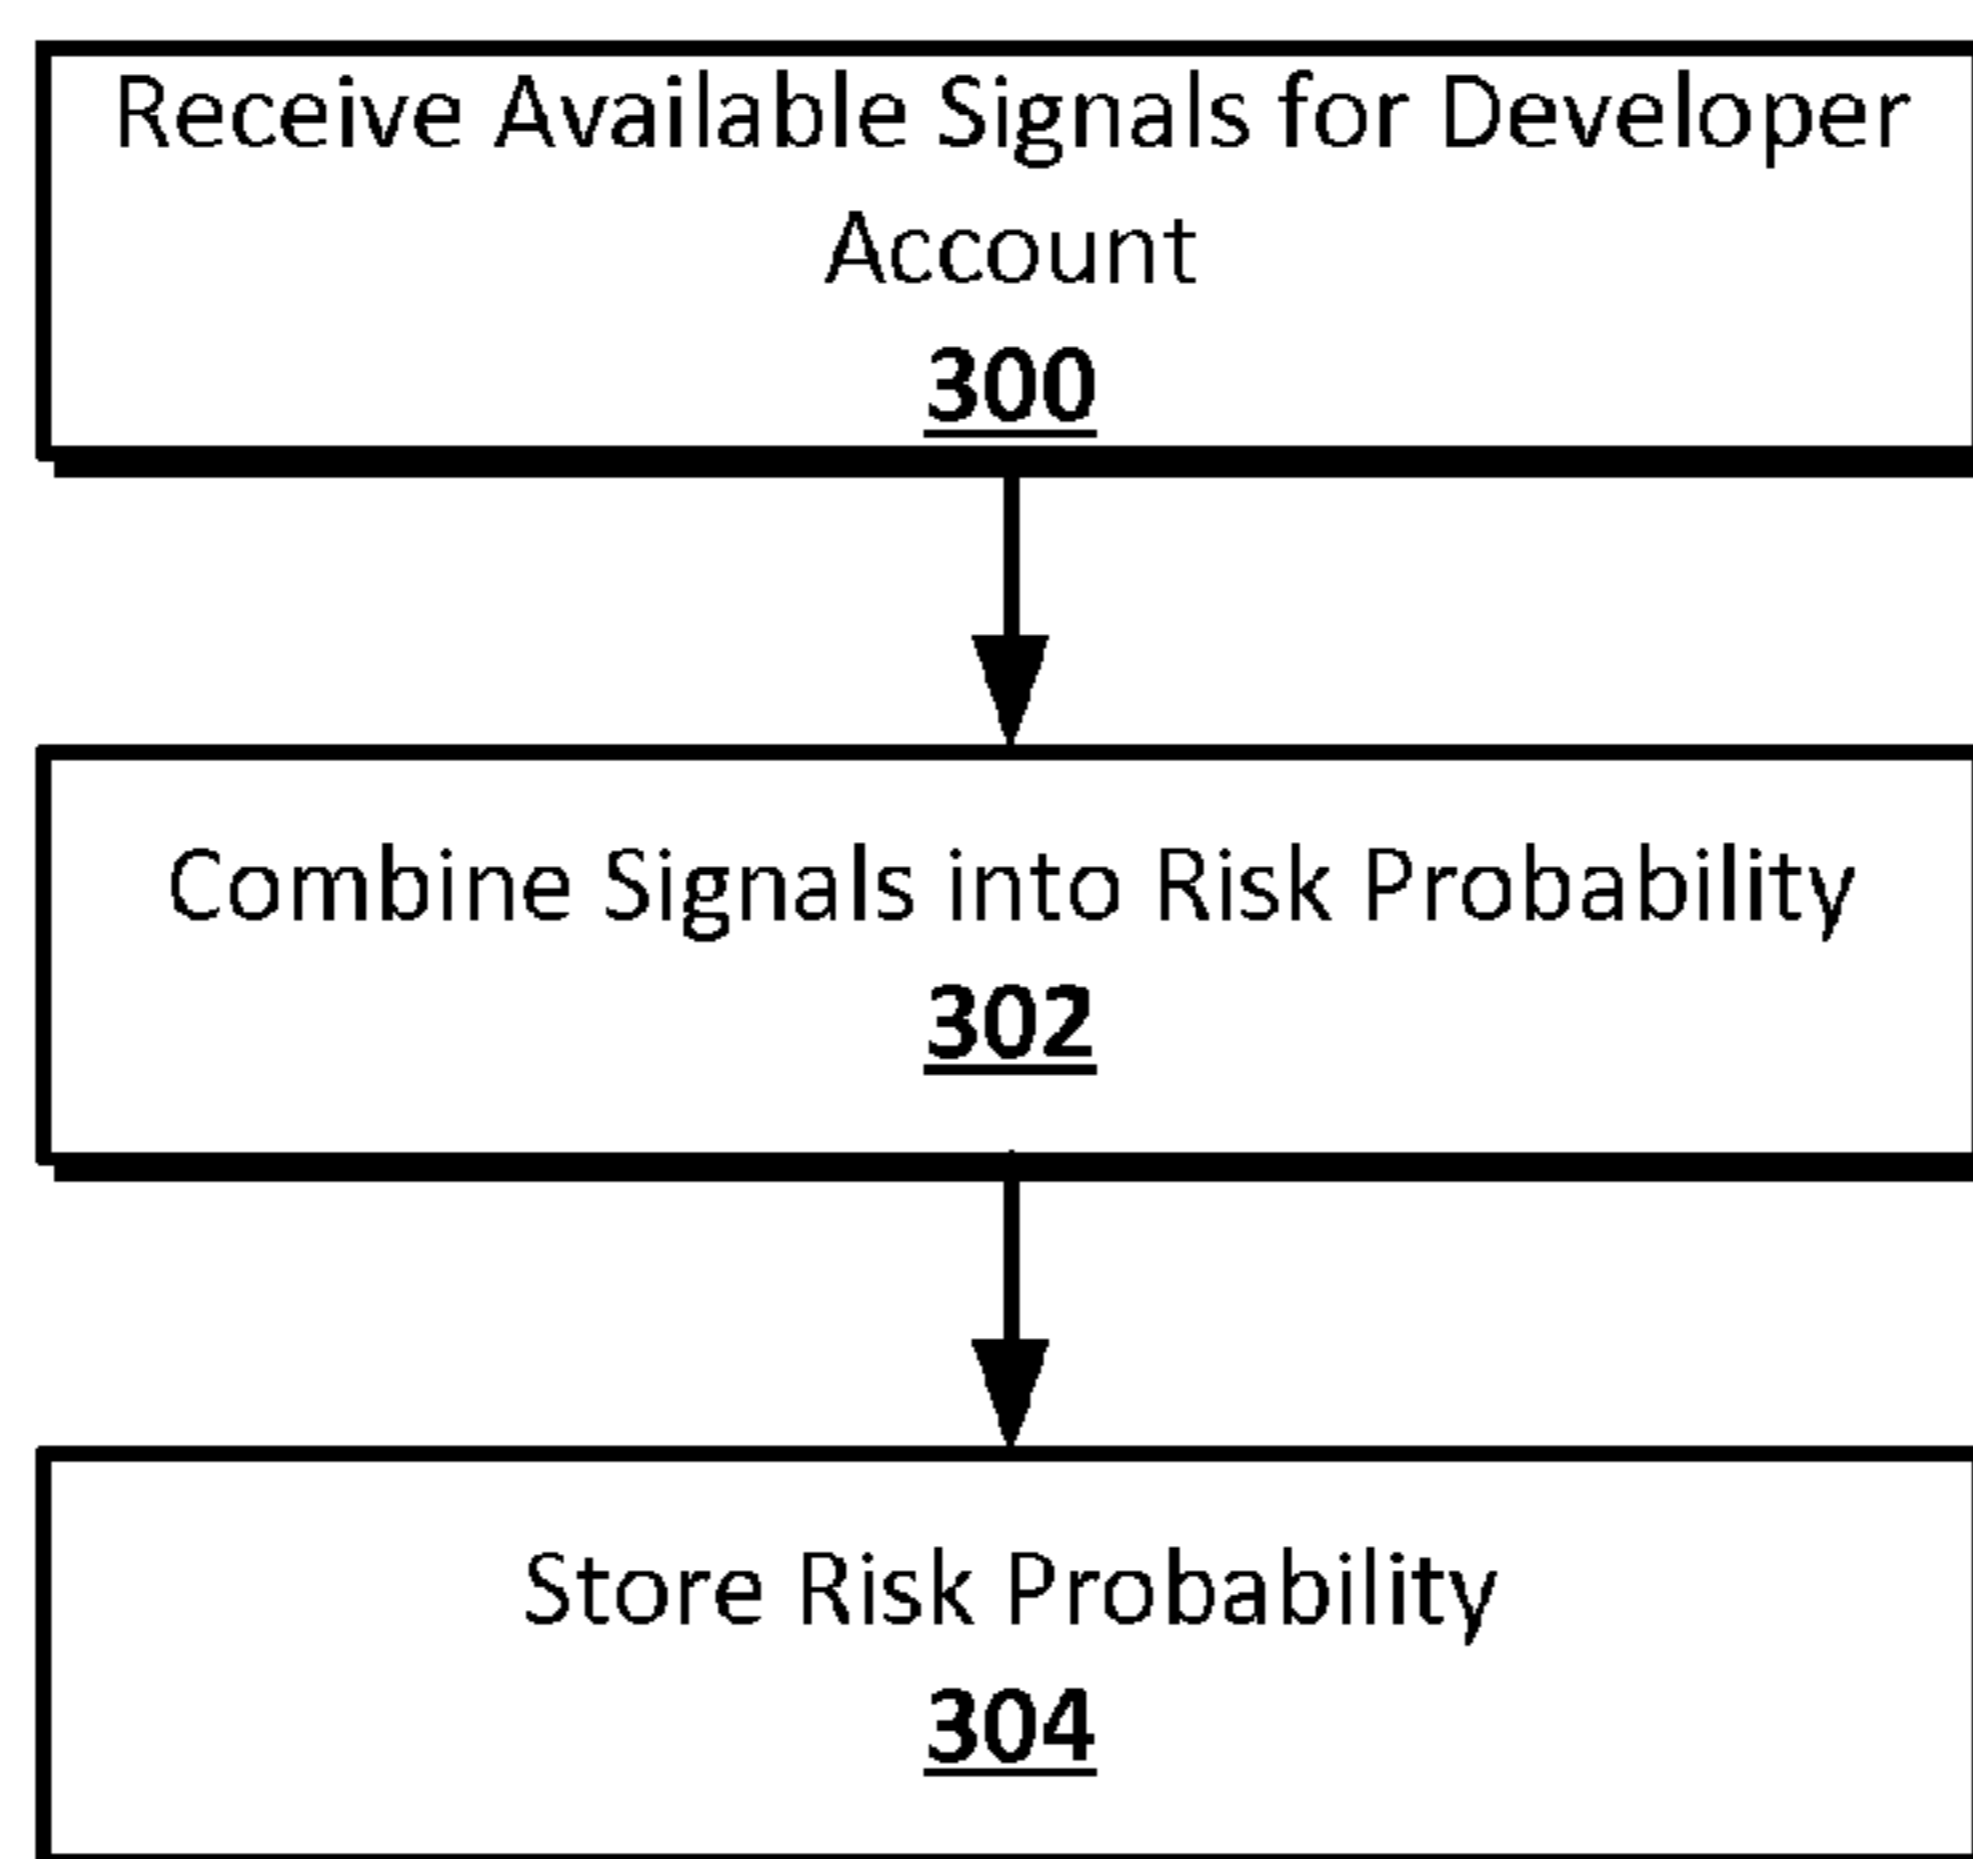 Receive Available Signals for Developer
Account
300
Combine Signals into Risk Probability
302
Store Risk Probability
304